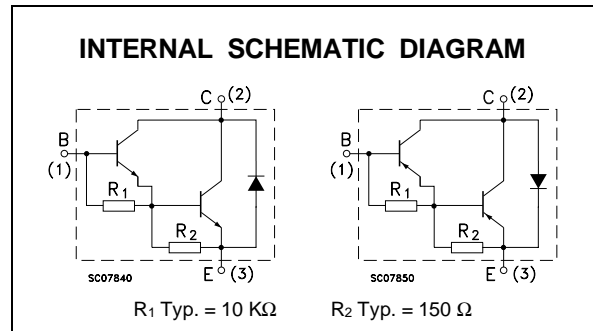 INTERNAL SCHEMATIC DIAGRAM
C (2)
B
(1)
R1
R2
E (3)
SC07840
C (2)
B
(1)
R1
R2
E (3)
SC07850
R1 Typ. = 10 KΩ R2 Typ. = 150 Ω